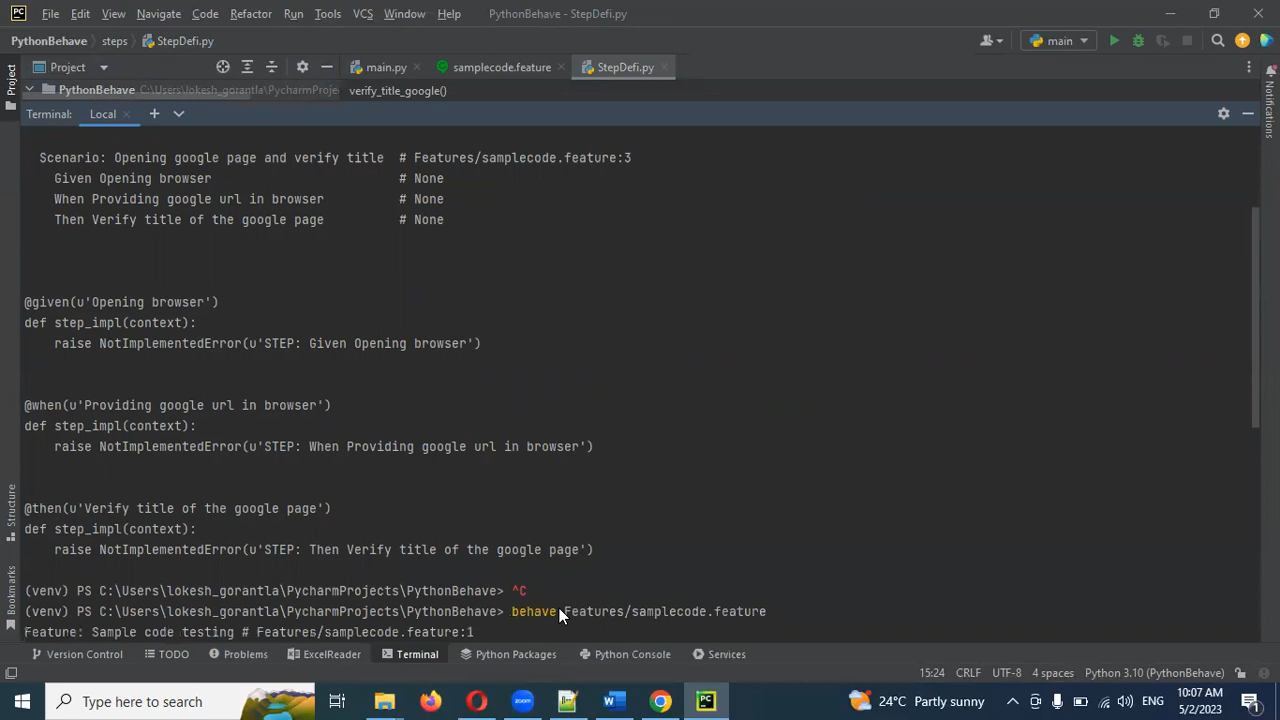 File Edit View Navigate Code Refactor Run Tools VCS Window Help PythonBehave - StepDefi.py
PythonBehave steps StepDefi.py main
Project main.py samplecode.feature StepDefi.py
PythonBehave C:\Users\lokesh_gorantla\PycharmProje verify_title_google()
Terminal: Local
Scenario: Opening google page and verify title # Features/samplecode.feature:3
Given Opening browser # None
When Providing google url in browser # None
Then Verify title of the google page # None
@given(u'Opening browser')
def step_impl(context):
raise NotImplementedError(u'STEP: Given Opening browser')
@when(u'Providing google url in browser')
def step_impl(context):
raise NotImplementedError(u'STEP: When Providing google url in browser')
@then(u'Verify title of the google page')
def step_impl(context):
raise NotImplementedError(u'STEP: Then Verify title of the google page')
(venv) PS C:\Users\lokesh_gorantla\PycharmProjects\PythonBehave> ^C
(venv) PS C:\Users\lokesh_gorantla\PycharmProjects\PythonBehave> behave Features/samplecode.feature
Feature: Sample code testing # Features/samplecode.feature:1
Project
Structure
Bookmarks
Notifications
Version Control TODO Problems ExcelReader Terminal Python Packages Python Console Services
15:24 CRLF UTF-8 4 spaces Python 3.10 (PythonBehave)
Type here to search zoom 24°C Partly sunny ENG 10:07 AM
5/2/2023 1